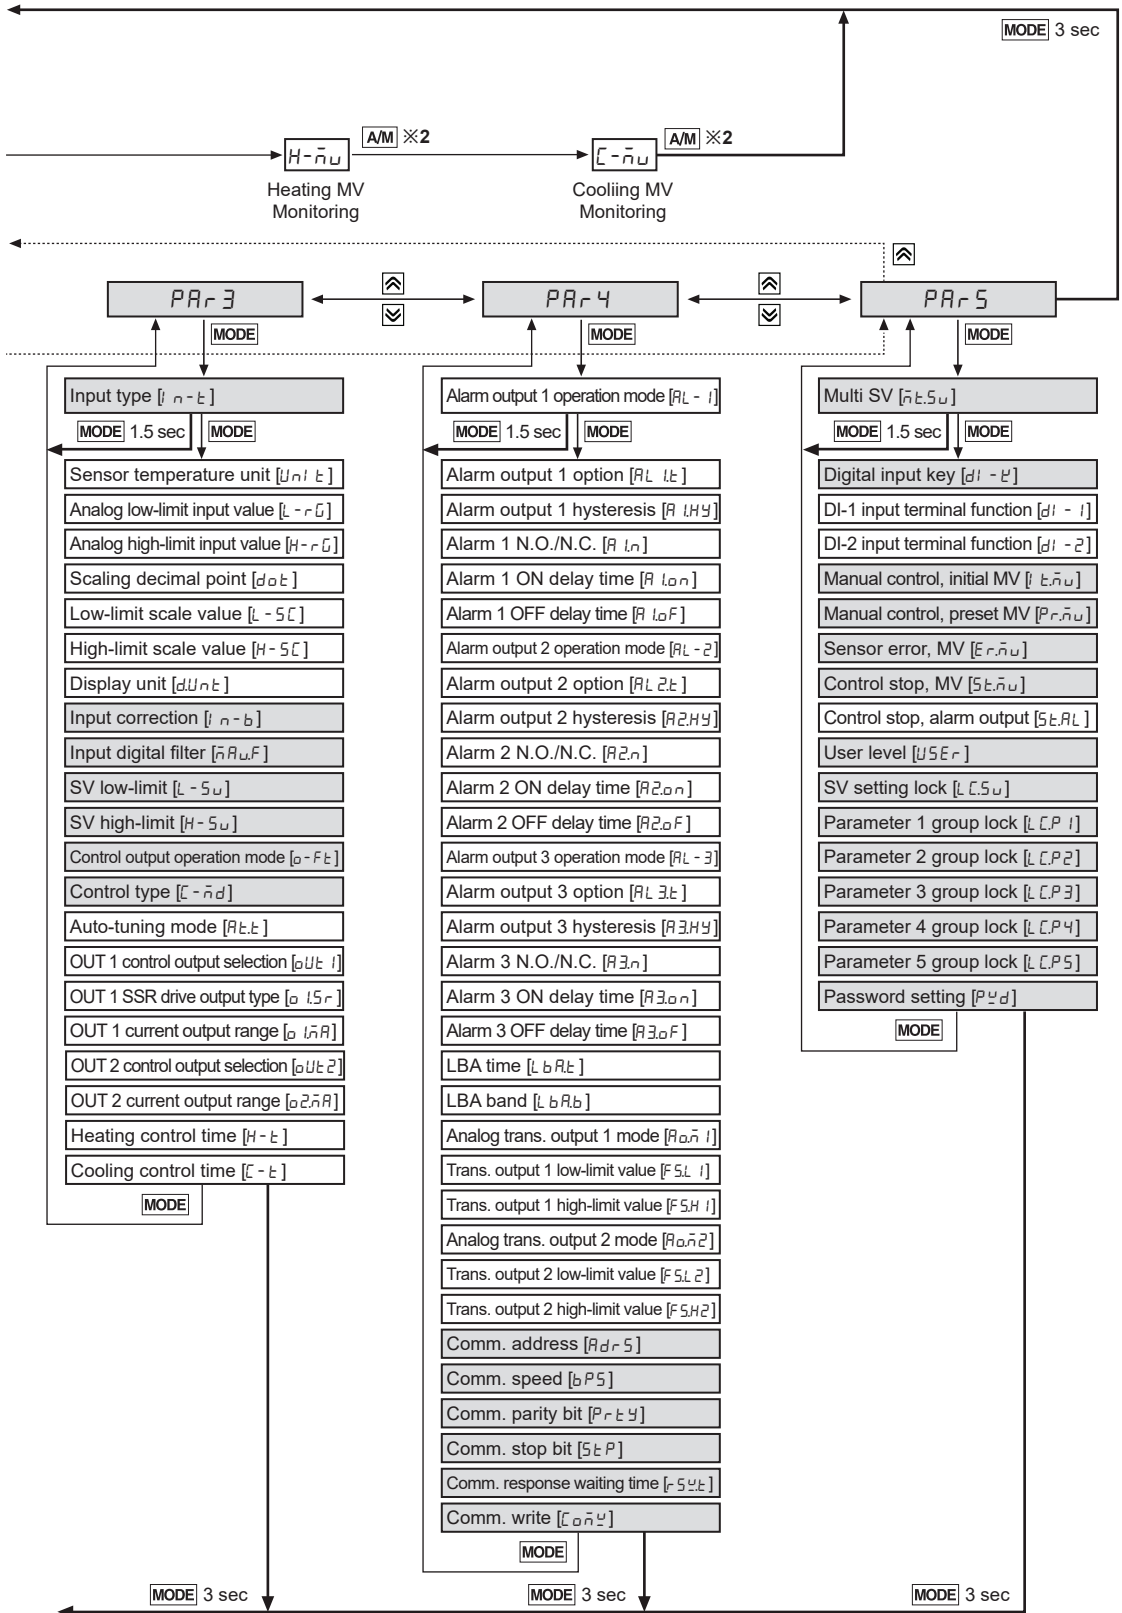 MODE 3 sec
A/M ※2
A/M ※2
H-mv
C-mv
Heating MV
Monitoring
Cooliing MV
Monitoring
PAr3
PAr4
PAr5
MODE
MODE
MODE
Input type [In-t]
MODE 1.5 sec MODE
Sensor temperature unit [UnIt]
Analog low-limit input value [L-rG]
Analog high-limit input value [H-rG]
Scaling decimal point [dot]
Low-limit scale value [L-SC]
High-limit scale value [H-SC]
Display unit [d.Unt]
Input correction [In-b]
Input digital filter [mAv.F]
SV low-limit [L-Sv]
SV high-limit [H-Sv]
Control output operation mode [o-Ft]
Control type [C-md]
Auto-tuning mode [At.t]
OUT 1 control output selection [oUt1]
OUT 1 SSR drive output type [o1.Sr]
OUT 1 current output range [o1.mA]
OUT 2 control output selection [oUt2]
OUT 2 current output range [o2.mA]
Heating control time [H-t]
Cooling control time [C-t]
MODE
MODE 3 sec
Alarm output 1 operation mode [AL-1]
MODE 1.5 sec MODE
Alarm output 1 option [AL1.t]
Alarm output 1 hysteresis [A1.HY]
Alarm 1 N.O./N.C. [A1.n]
Alarm 1 ON delay time [A1.on]
Alarm 1 OFF delay time [A1.oF]
Alarm output 2 operation mode [AL-2]
Alarm output 2 option [AL2.t]
Alarm output 2 hysteresis [A2.HY]
Alarm 2 N.O./N.C. [A2.n]
Alarm 2 ON delay time [A2.on]
Alarm 2 OFF delay time [A2.oF]
Alarm output 3 operation mode [AL-3]
Alarm output 3 option [AL3.t]
Alarm output 3 hysteresis [A3.HY]
Alarm 3 N.O./N.C. [A3.n]
Alarm 3 ON delay time [A3.on]
Alarm 3 OFF delay time [A3.oF]
LBA time [LbA.t]
LBA band [LbA.b]
Analog trans. output 1 mode [Ao.m1]
Trans. output 1 low-limit value [FS.L1]
Trans. output 1 high-limit value [FS.H1]
Analog trans. output 2 mode [Ao.m2]
Trans. output 2 low-limit value [FS.L2]
Trans. output 2 high-limit value [FS.H2]
Comm. address [AdrS]
Comm. speed [bPS]
Comm. parity bit [PrtY]
Comm. stop bit [StP]
Comm. response waiting time [rSW.t]
Comm. write [ComW]
MODE
MODE 3 sec
Multi SV [mt.Sv]
MODE 1.5 sec MODE
Digital input key [dI-K]
DI-1 input terminal function [dI-1]
DI-2 input terminal function [dI-2]
Manual control, initial MV [It.mv]
Manual control, preset MV [Pr.mv]
Sensor error, MV [Er.mv]
Control stop, MV [St.mv]
Control stop, alarm output [St.AL]
User level [USEr]
SV setting lock [LC.Sv]
Parameter 1 group lock [LC.P1]
Parameter 2 group lock [LC.P2]
Parameter 3 group lock [LC.P3]
Parameter 4 group lock [LC.P4]
Parameter 5 group lock [LC.P5]
Password setting [PWd]
MODE
MODE 3 sec